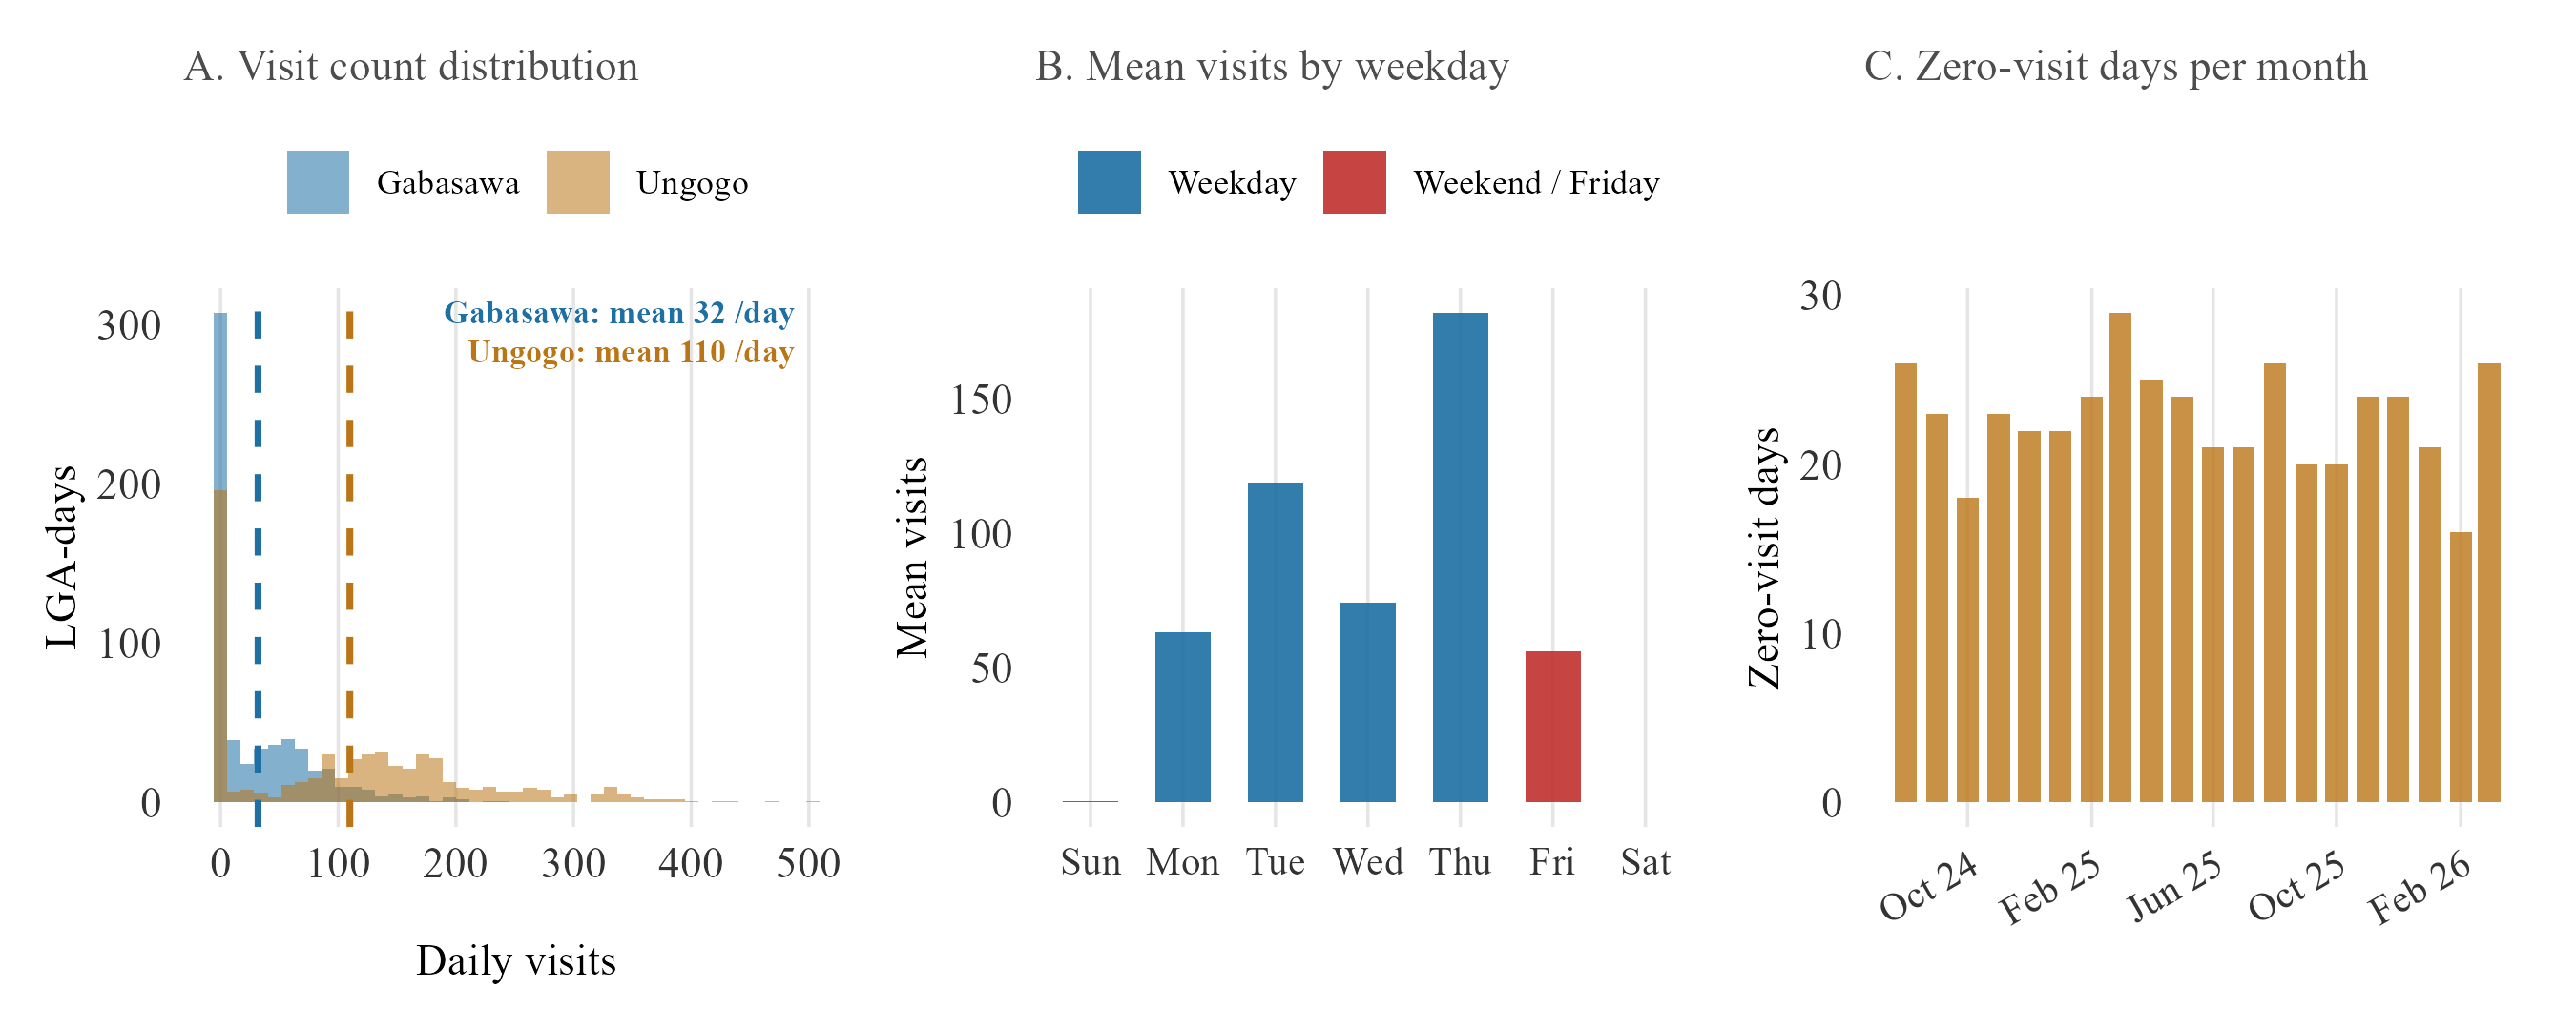 A. Visit count distribution
Gabasawa
Ungogo
Gabasawa: mean 32 /day
Ungogo: mean 110 /day
LGA-days
300
200
100
0
0 100 200 300 400 500
Daily visits
B. Mean visits by weekday
Weekday
Weekend / Friday
Mean visits
150
100
50
0
Sun Mon Tue Wed Thu Fri Sat
C. Zero-visit days per month
Zero-visit days
30
20
10
0
Oct 24
Feb 25
Jun 25
Oct 25
Feb 26